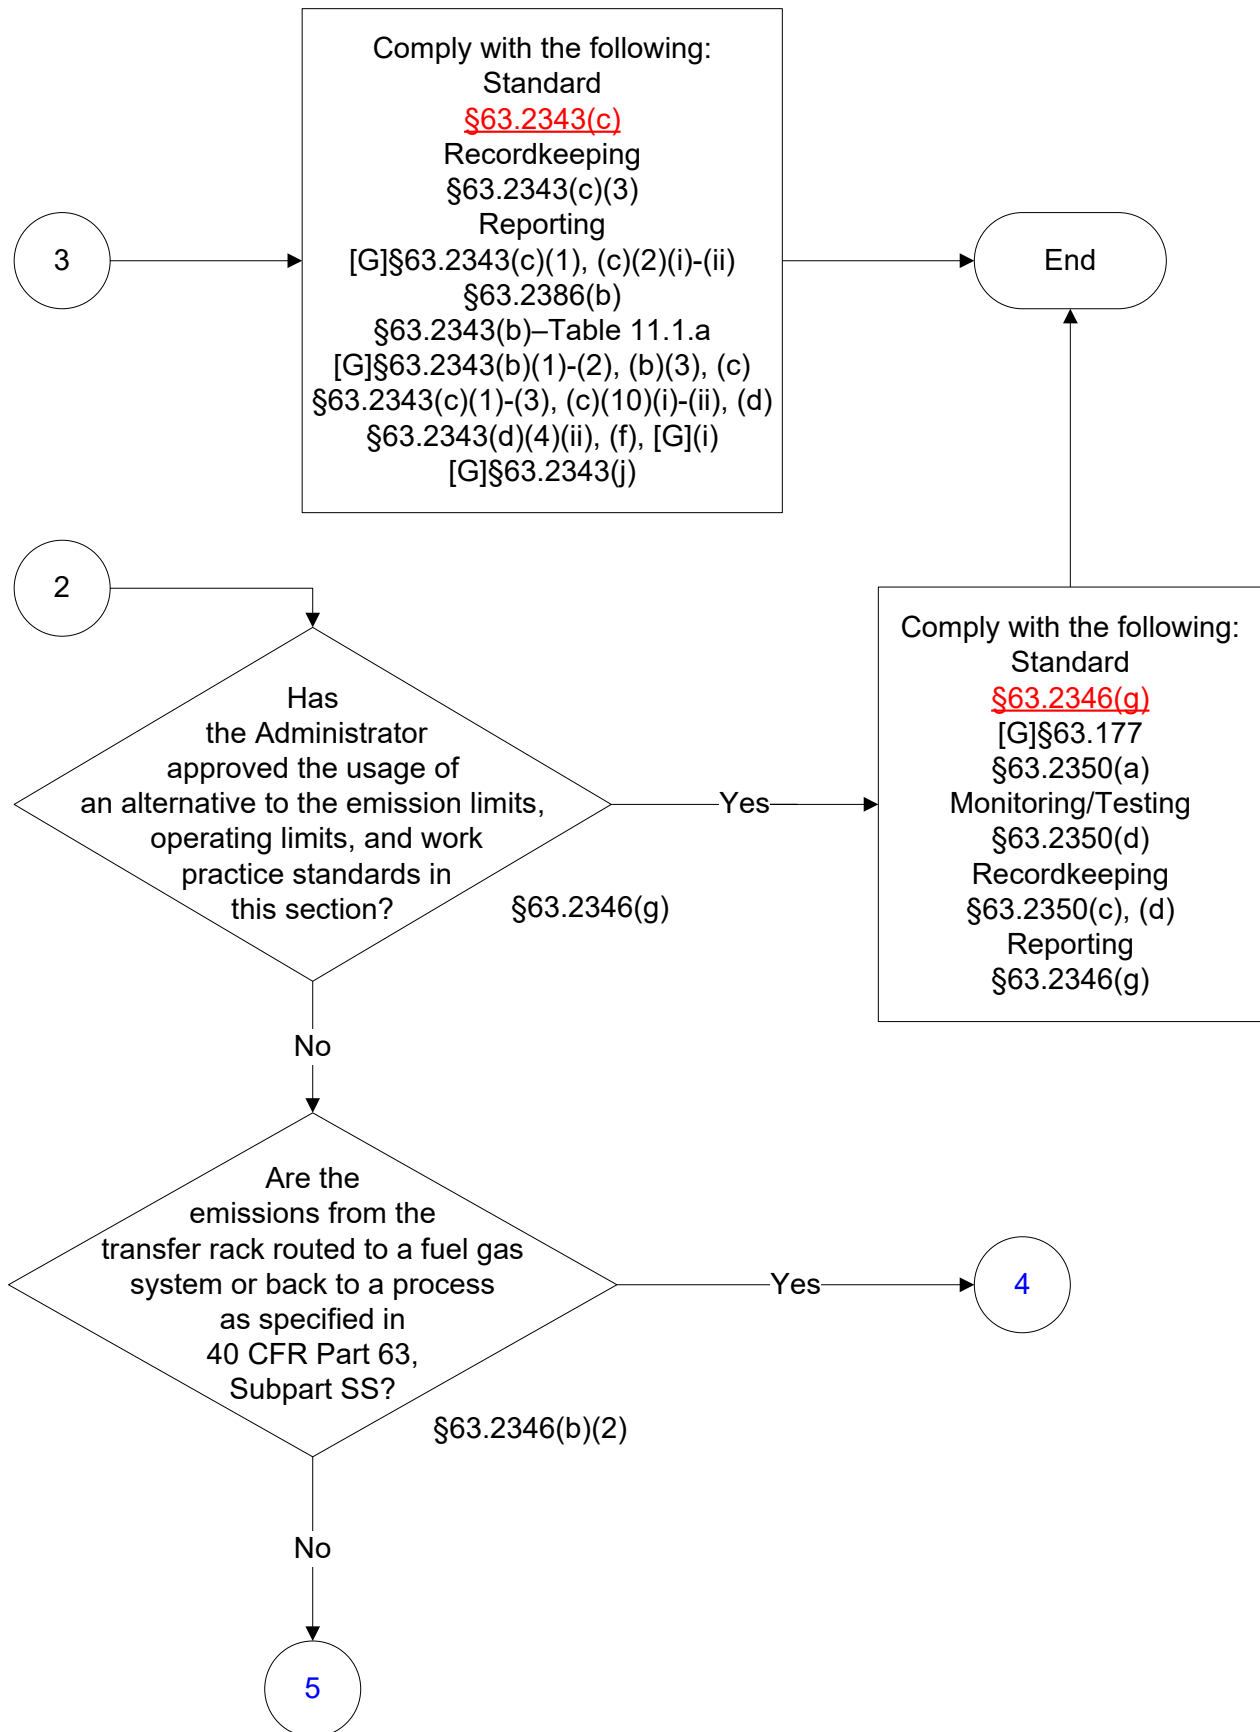 Comply with the following:
Standard
§63.2343(c)
Recordkeeping
§63.2343(c)(3)
Reporting
[G]§63.2343(c)(1), (c)(2)(i)-(ii)
§63.2386(b)
§63.2343(b)–Table 11.1.a
[G]§63.2343(b)(1)-(2), (b)(3), (c)
§63.2343(c)(1)-(3), (c)(10)(i)-(ii), (d)
§63.2343(d)(4)(ii), (f), [G](i)
[G]§63.2343(j)
3
End
2
Has
the Administrator
approved the usage of
an alternative to the emission limits,
operating limits, and work
practice standards in
this section?
§63.2346(g)
Yes
Comply with the following:
Standard
§63.2346(g)
[G]§63.177
§63.2350(a)
Monitoring/Testing
§63.2350(d)
Recordkeeping
§63.2350(c), (d)
Reporting
§63.2346(g)
No
Are the
emissions from the
transfer rack routed to a fuel gas
system or back to a process
as specified in
40 CFR Part 63,
Subpart SS?
§63.2346(b)(2)
Yes
4
No
5